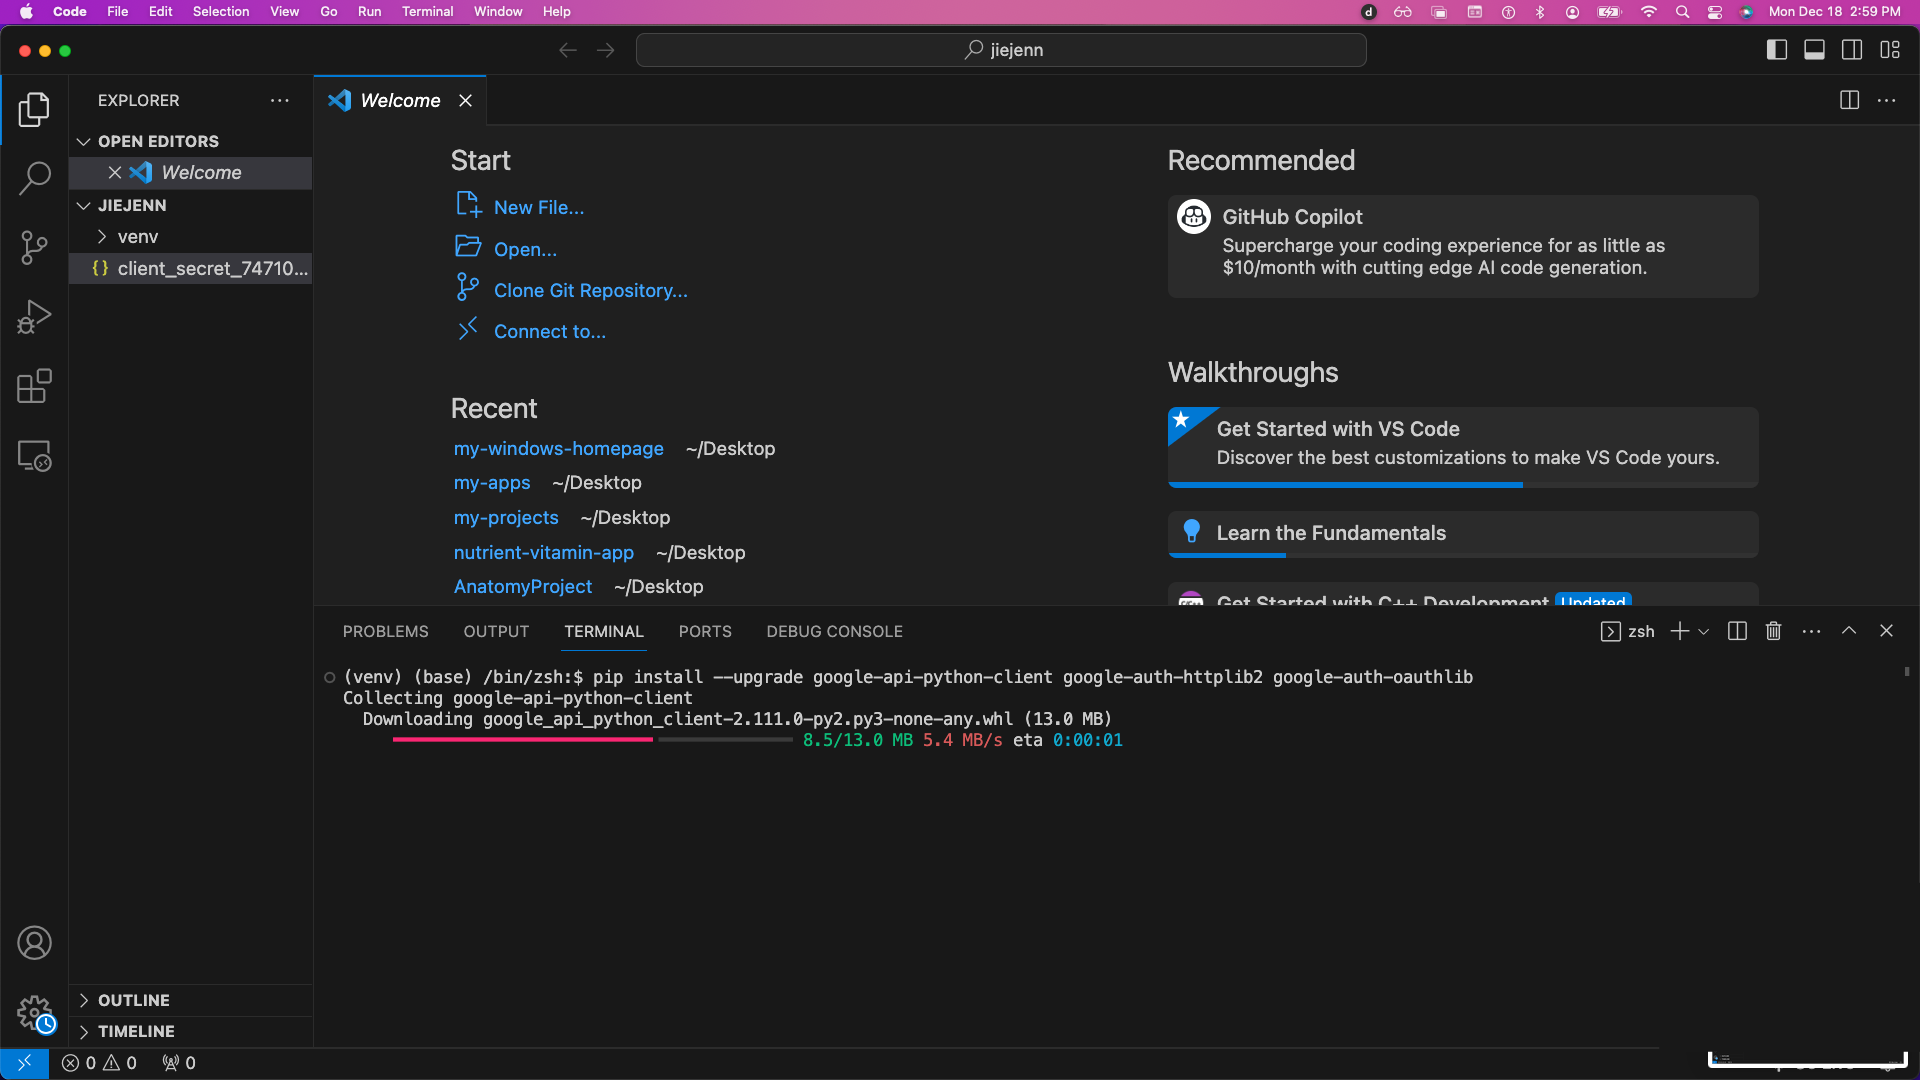 Code File Edit Selection View Go Run Terminal Window Help
Mon Dec 18 2:59 PM
jiejenn
EXPLORER
OPEN EDITORS
Welcome
JIEJENN
venv
{} client_secret_74710...
OUTLINE
TIMELINE
Welcome
Start
New File...
Open...
Clone Git Repository...
Connect to...
Recent
my-windows-homepage ~/Desktop
my-apps ~/Desktop
my-projects ~/Desktop
nutrient-vitamin-app ~/Desktop
AnatomyProject ~/Desktop
Recommended
GitHub Copilot
Supercharge your coding experience for as little as
$10/month with cutting edge AI code generation.
Walkthroughs
Get Started with VS Code
Discover the best customizations to make VS Code yours.
Learn the Fundamentals
Get Started with C++ Development Updated
PROBLEMS OUTPUT TERMINAL PORTS DEBUG CONSOLE
zsh
(venv) (base) /bin/zsh:$ pip install --upgrade google-api-python-client google-auth-httplib2 google-auth-oauthlib
Collecting google-api-python-client
Downloading google_api_python_client-2.111.0-py2.py3-none-any.whl (13.0 MB)
8.5/13.0 MB 5.4 MB/s eta 0:00:01
0 0 0